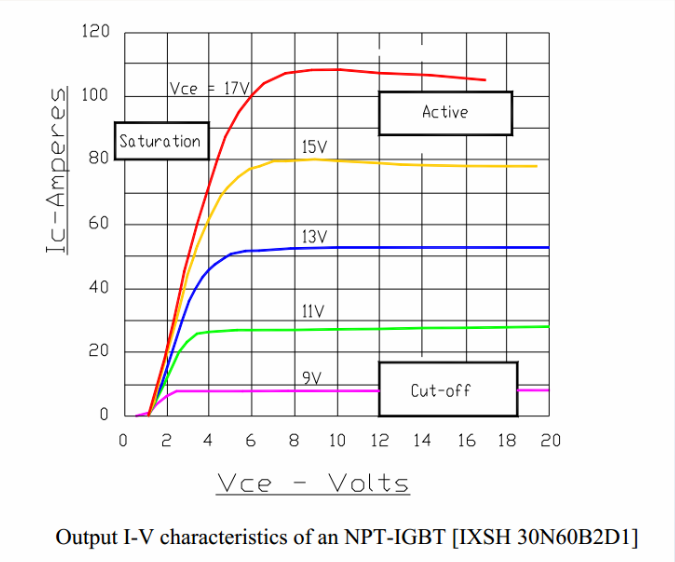 120
Vce = 17V
100
Active
Saturation
15V
80
60
13V
40
11V
20
9V
Cut-off
0
0 2 4 6 8 10 12 14 16 18 20
Ic-Amperes
Vce - Volts
Output I-V characteristics of an NPT-IGBT [IXSH 30N60B2D1]